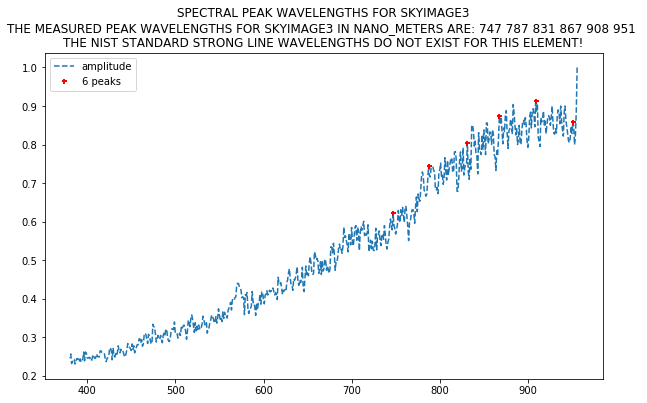 SPECTRAL PEAK WAVELENGTHS FOR SKYIMAGE3
THE MEASURED PEAK WAVELENGTHS FOR SKYIMAGE3 IN NANO_METERS ARE: 747 787 831 867 908 951
THE NIST STANDARD STRONG LINE WAVELENGTHS DO NOT EXIST FOR THIS ELEMENT!
amplitude
6 peaks
1.0
0.9
0.8
0.7
0.6
0.5
0.4
0.3
0.2
400 500 600 700 800 900